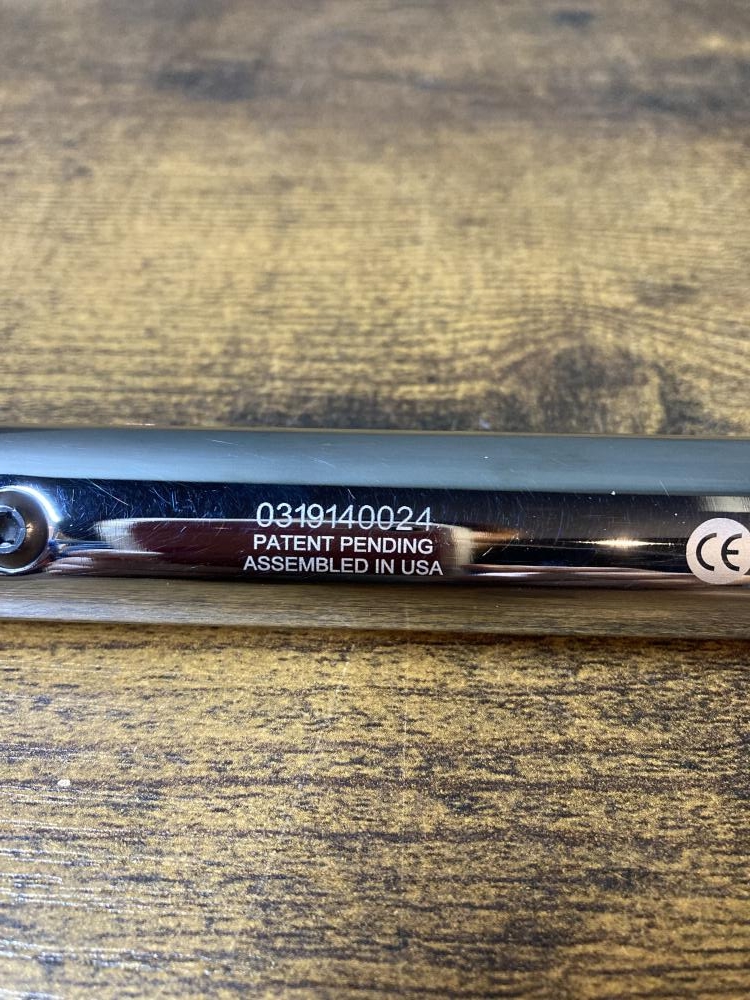 0319140024
PATENT PENDING
ASSEMBLED IN USA
CE